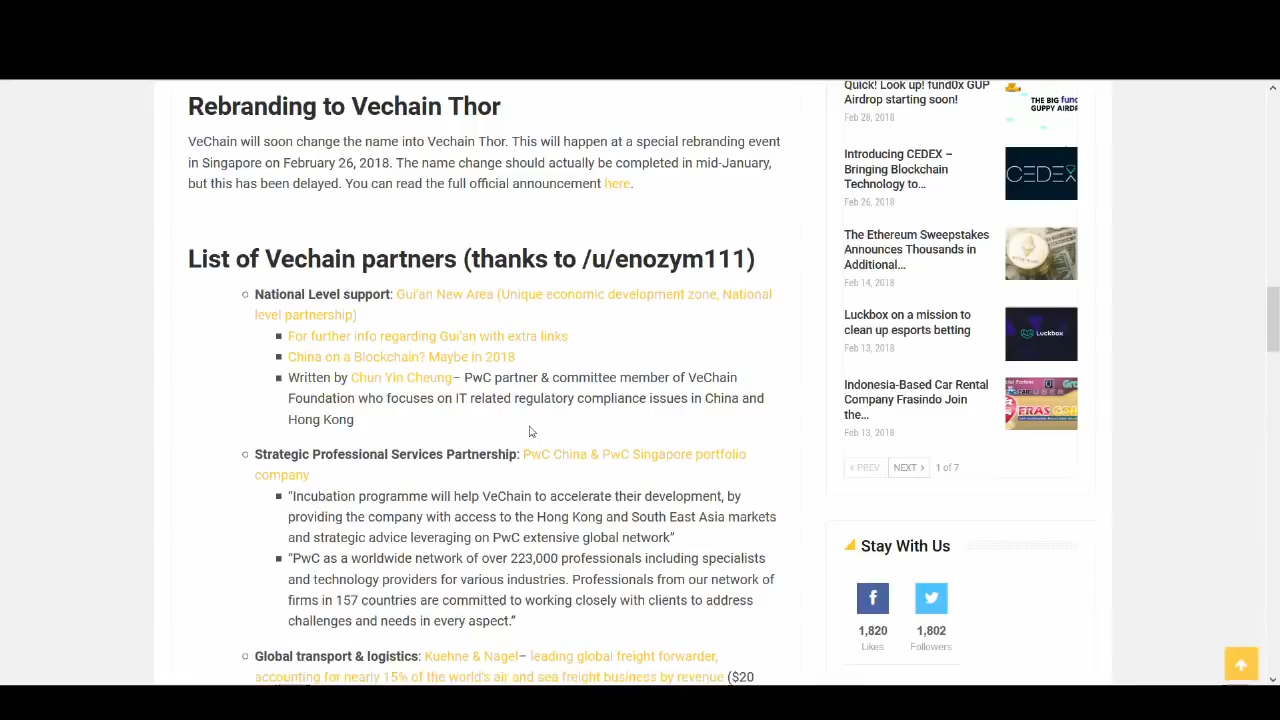 Rebranding to Vechain Thor
VeChain will soon change the name into Vechain Thor. This will happen at a special rebranding event
in Singapore on February 26, 2018. The name change should actually be completed in mid-January,
but this has been delayed. You can read the full official announcement here.
List of Vechain partners (thanks to /u/enozym111)
National Level support: Gui'an New Area (Unique economic development zone, National
level partnership)
For further info regarding Gui'an with extra links
China on a Blockchain? Maybe in 2018
Written by Chun Yin Cheung– PwC partner & committee member of VeChain
Foundation who focuses on IT related regulatory compliance issues in China and
Hong Kong
Strategic Professional Services Partnership: PwC China & PwC Singapore portfolio
company
“Incubation programme will help VeChain to accelerate their development, by
providing the company with access to the Hong Kong and South East Asia markets
and strategic advice leveraging on PwC extensive global network”
“PwC as a worldwide network of over 223,000 professionals including specialists
and technology providers for various industries. Professionals from our network of
firms in 157 countries are committed to working closely with clients to address
challenges and needs in every aspect.”
Global transport & logistics: Kuehne & Nagel– leading global freight forwarder,
accounting for nearly 15% of the world's air and sea freight business by revenue ($20
Quick! Look up! fund0x GUP
Airdrop starting soon!
Feb 28, 2018
THE BIG
GUPPY AIRDR
Introducing CEDEX –
Bringing Blockchain
Technology to...
Feb 26, 2018
CEDEX
The Ethereum Sweepstakes
Announces Thousands in
Additional...
Feb 14, 2018
Luckbox on a mission to
clean up esports betting
Feb 13, 2018
Luckbox
Indonesia-Based Car Rental
Company Frasindo Join
the...
Feb 13, 2018
FRAS
PREV
NEXT
1 of 7
Stay With Us
1,820
Likes
1,802
Followers